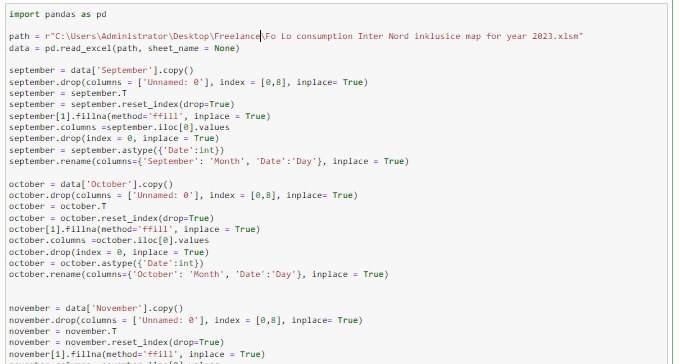 import pandas as pd
path = r"C:\Users\Administrator\Desktop\Freelance\Fo Lo consumption Inter Nord inklusice map for year 2023.xlsm"
data = pd.read_excel(path, sheet_name = None)
september = data['September'].copy()
september.drop(columns = ['Unnamed: 0'], index = [0,8], inplace= True)
september = september.T
september = september.reset_index(drop=True)
september[1].fillna(method='ffill', inplace = True)
september.columns =september.iloc[0].values
september.drop(index = 0, inplace = True)
september = september.astype({'Date':int})
september.rename(columns={'September': 'Month', 'Date':'Day'}, inplace = True)
october = data['October'].copy()
october.drop(columns = ['Unnamed: 0'], index = [0,8], inplace= True)
october = october.T
october = october.reset_index(drop=True)
october[1].fillna(method='ffill', inplace = True)
october.columns =october.iloc[0].values
october.drop(index = 0, inplace = True)
october = october.astype({'Date':int})
october.rename(columns={'October': 'Month', 'Date':'Day'}, inplace = True)
november = data['November'].copy()
november.drop(columns = ['Unnamed: 0'], index = [0,8], inplace= True)
november = november.T
november = november.reset_index(drop=True)
november[1].fillna(method='ffill', inplace = True)